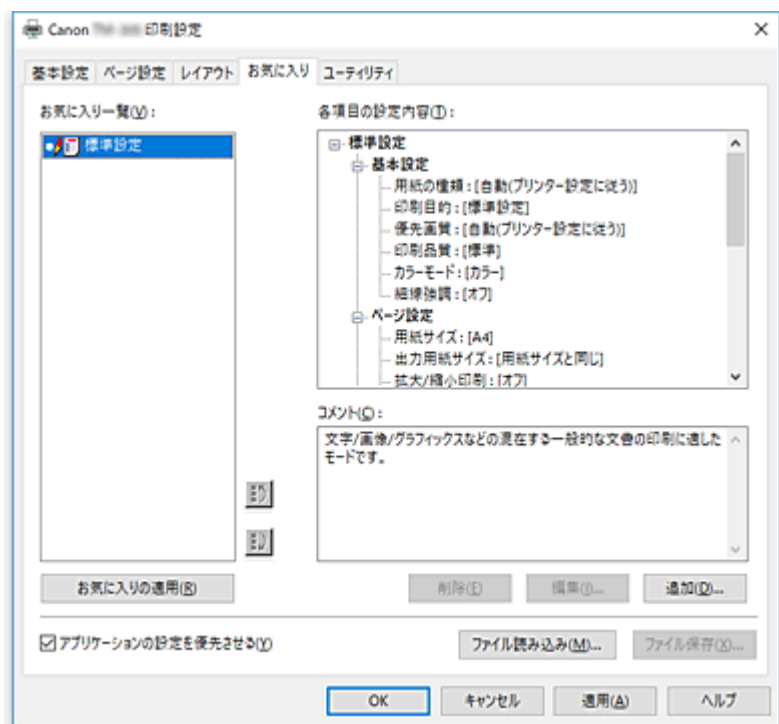 Canon 印刷設定
基本設定 ページ設定 レイアウト お気に入り ユーティリティ
お気に入り一覧(V):
標準設定
各項目の設定内容(T):
標準設定
基本設定
用紙の種類:[自動(プリンター設定に従う)]
印刷目的:[標準設定]
優先画質:[自動(プリンター設定に従う)]
印刷品質:[標準]
カラーモード:[カラー]
細線強調:[オフ]
ページ設定
用紙サイズ:[A4]
出力用紙サイズ:[用紙サイズと同じ]
拡大/縮小印刷:[オフ]
コメント(C):
文字/画像/グラフィックスなどの混在する一般的な文書の印刷に適した
モードです。
お気に入りの適用(R)
削除(E) 編集(I)... 追加(D)...
アプリケーションの設定を優先させる(Y)
ファイル読み込み(M)... ファイル保存(X)...
OK キャンセル 適用(A) ヘルプ